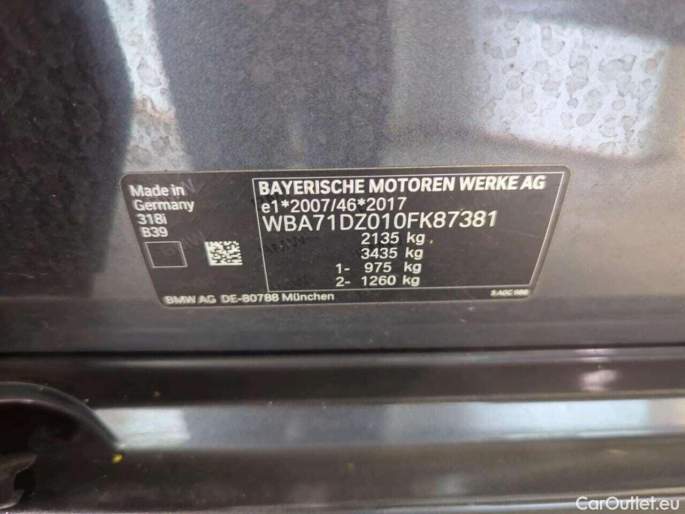 Made in
Germany
318i
B39
BAYERISCHE MOTOREN WERKE AG
e1*2007/46*2017
WBA71DZ010FK87381
2135 kg
3435 kg
1- 975 kg
2- 1260 kg
BMW AG DE-80788 München
CarOutlet.eu